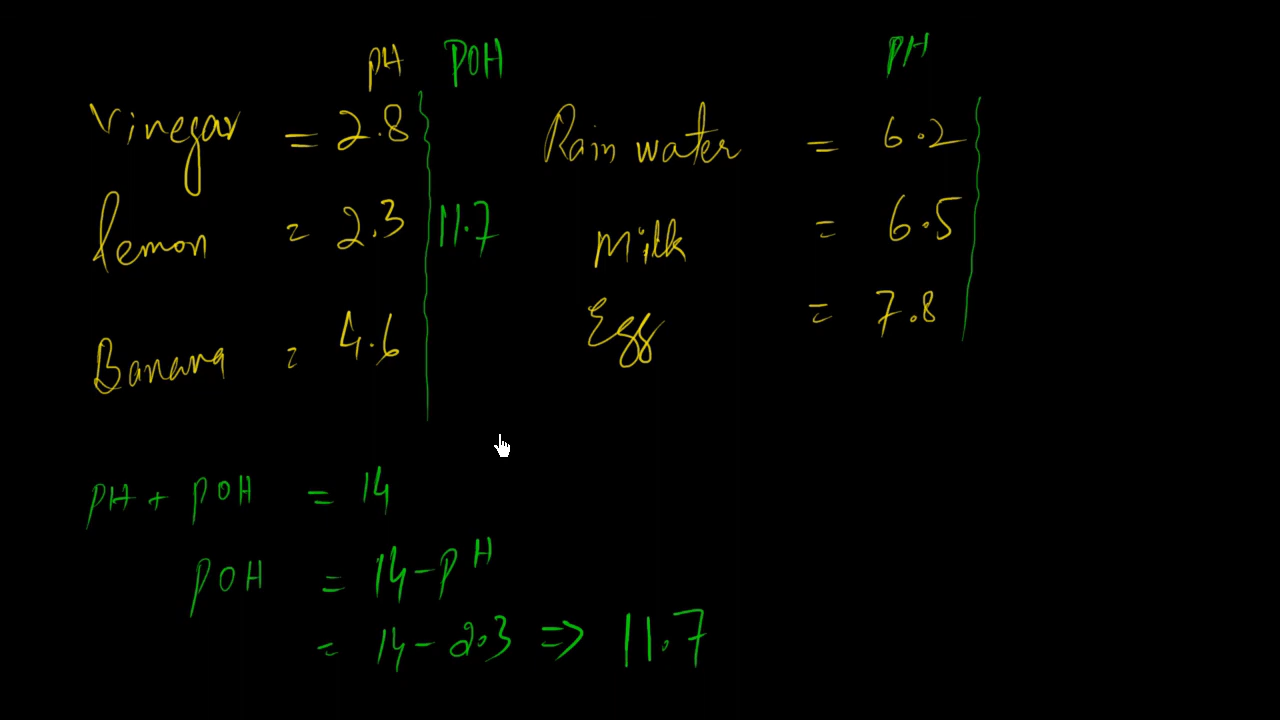 pH POH
Vinegar = 2.8
lemon = 2.3 11.7
Banana = 4.6
PH
Rain water = 6.2
Milk = 6.5
Egg = 7.8
pH + pOH = 14
pOH = 14-pH
= 14-2.3 => 11.7